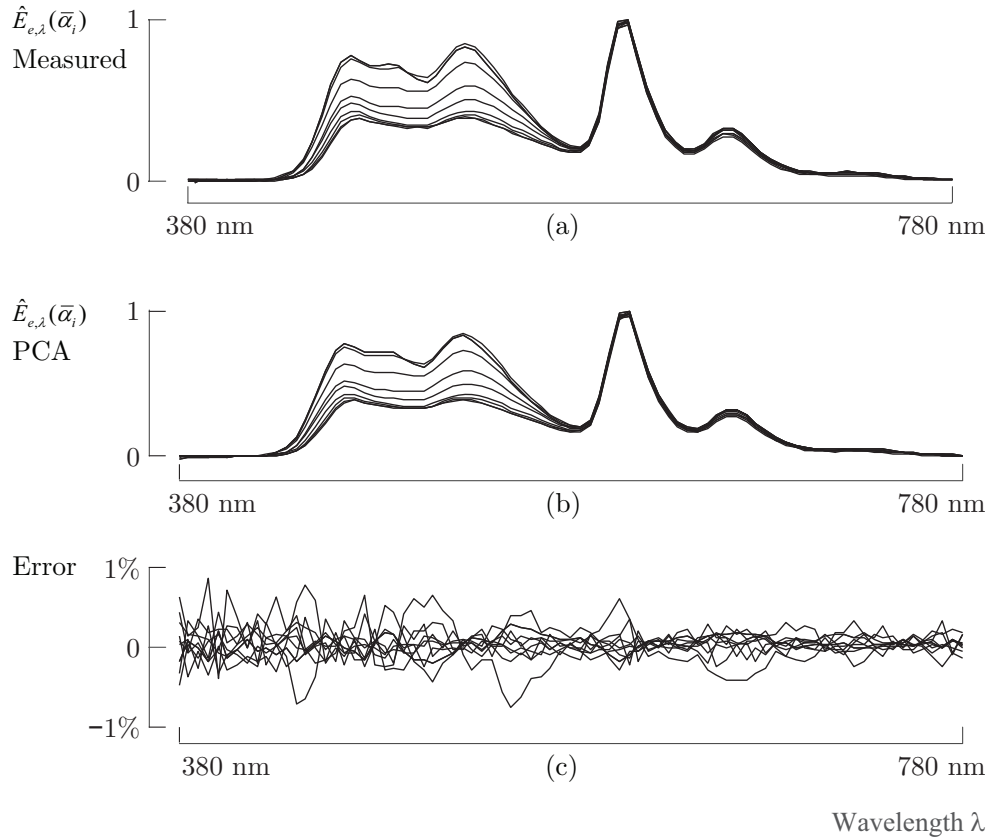 Ê_{e,λ}(ᾱ_i) 1
Measured
0
380 nm (a) 780 nm
Ê_{e,λ}(ᾱ_i) 1
PCA
0
380 nm (b) 780 nm
Error 1%
0
−1%
380 nm (c) 780 nm
Wavelength λ